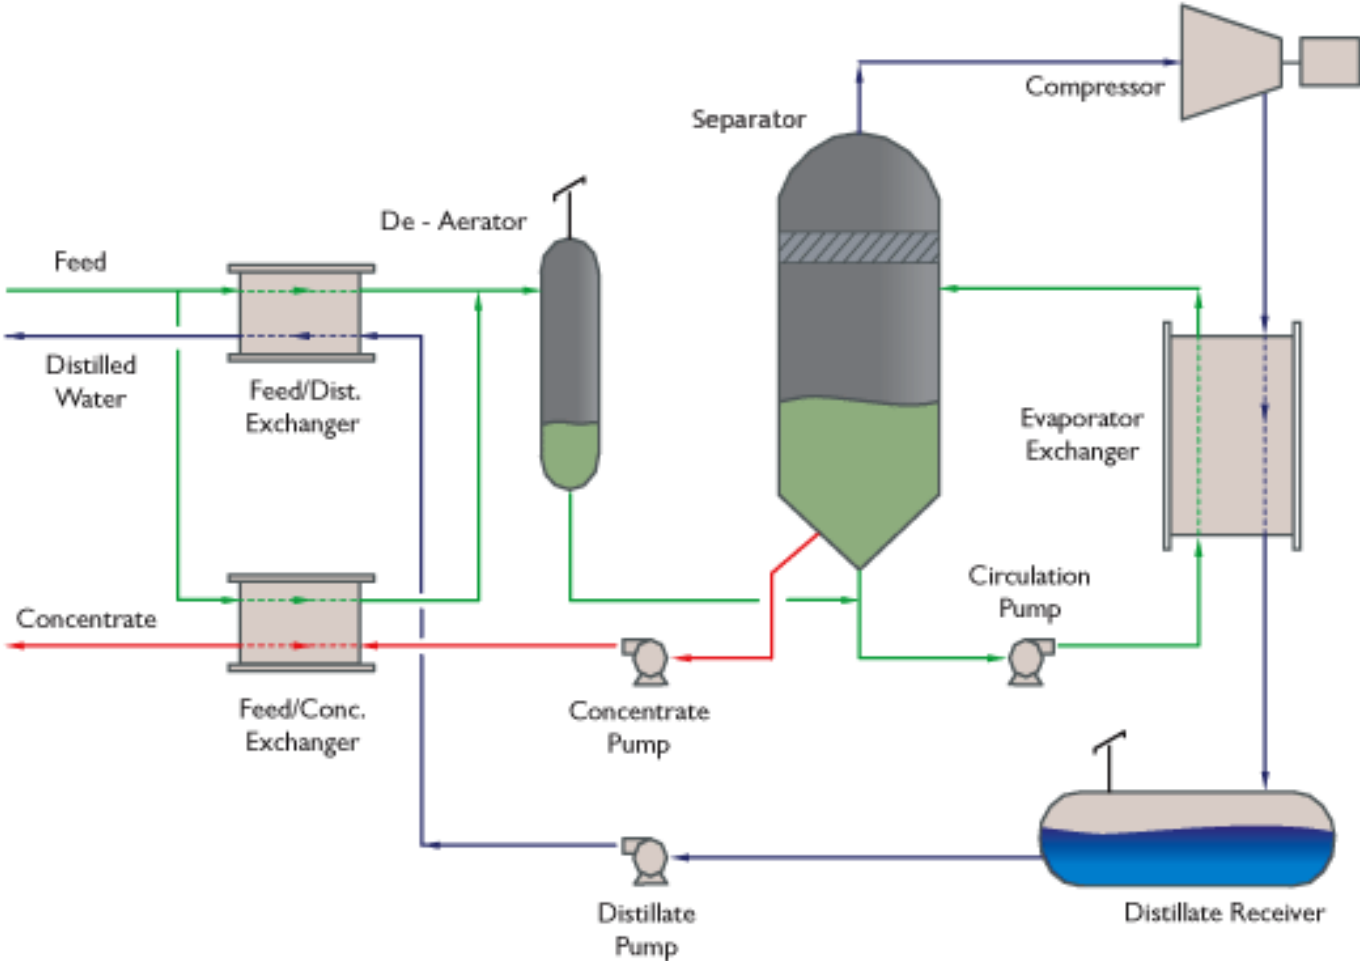 Compressor
Separator
De - Aerator
Feed
Distilled
Water
Feed/Dist.
Exchanger
Evaporator
Exchanger
Circulation
Pump
Concentrate
Feed/Conc.
Exchanger
Concentrate
Pump
Distillate
Pump
Distillate Receiver